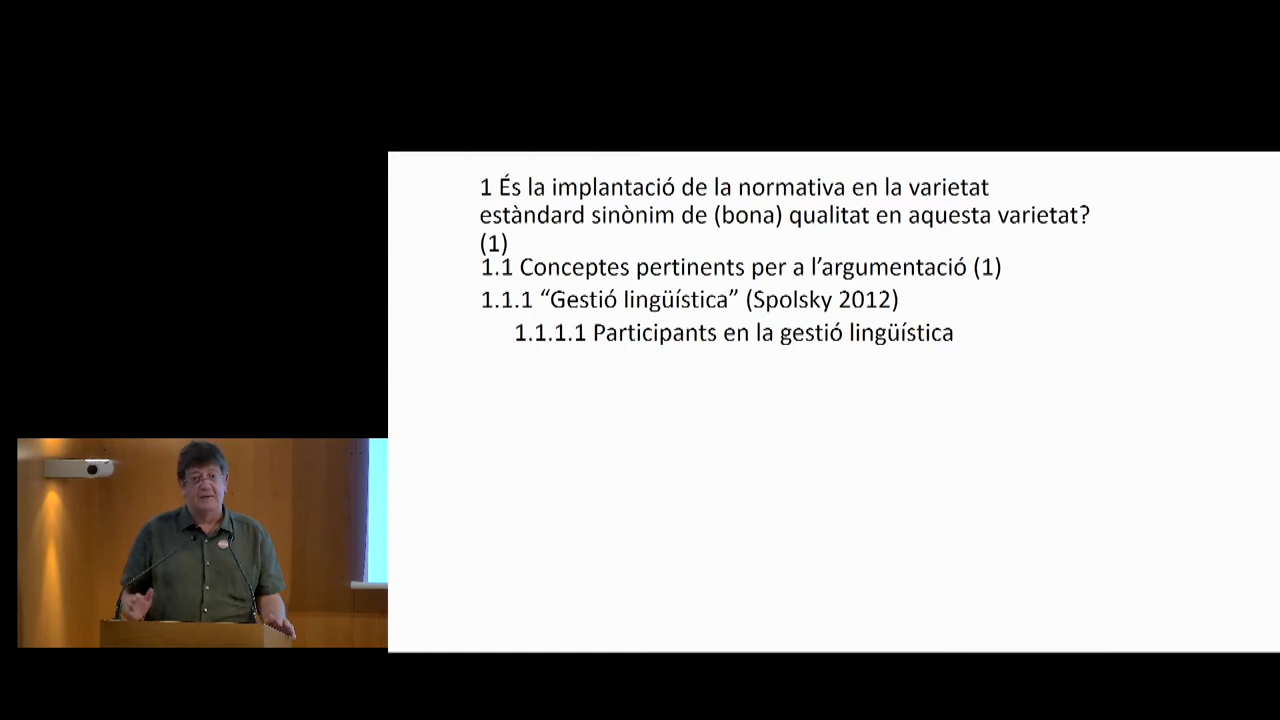 1 És la implantació de la normativa en la varietat
estàndard sinònim de (bona) qualitat en aquesta varietat?
(1)
1.1 Conceptes pertinents per a l’argumentació (1)
1.1.1 “Gestió lingüística” (Spolsky 2012)
1.1.1.1 Participants en la gestió lingüística